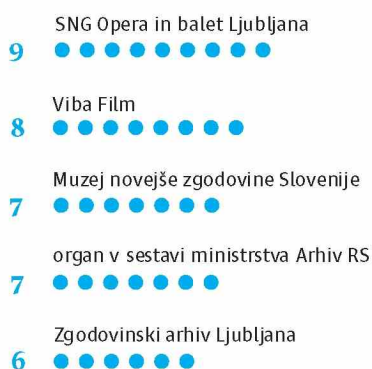 SNG Opera in balet Ljubljana
9
Viba Film
8
Muzej novejše zgodovine Slovenije
7
organ v sestavi ministrstva Arhiv RS
7
Zgodovinski arhiv Ljubljana
6